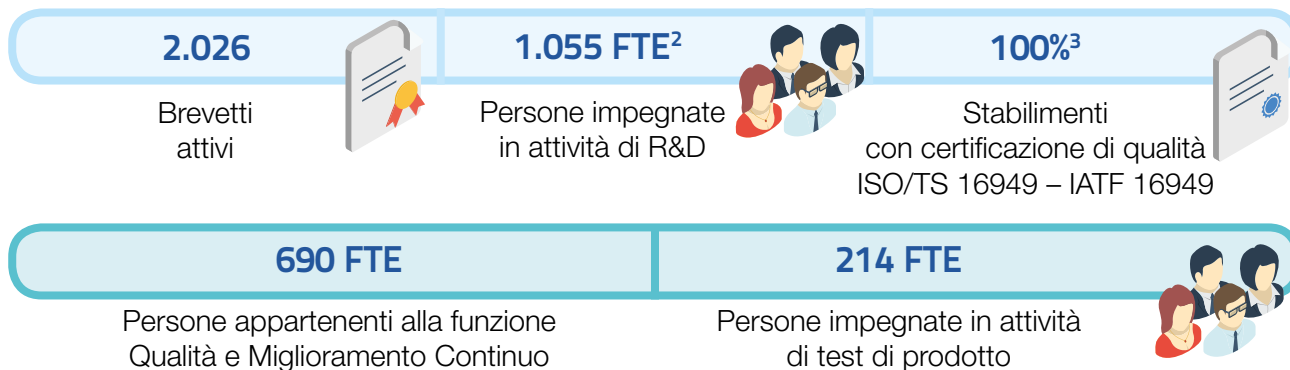 2.026
Brevetti
attivi
1.055 FTE²
Persone impegnate
in attività di R&D
100%³
Stabilimenti
con certificazione di qualità
ISO/TS 16949 – IATF 16949
690 FTE
Persone appartenenti alla funzione
Qualità e Miglioramento Continuo
214 FTE
Persone impegnate in attività
di test di prodotto